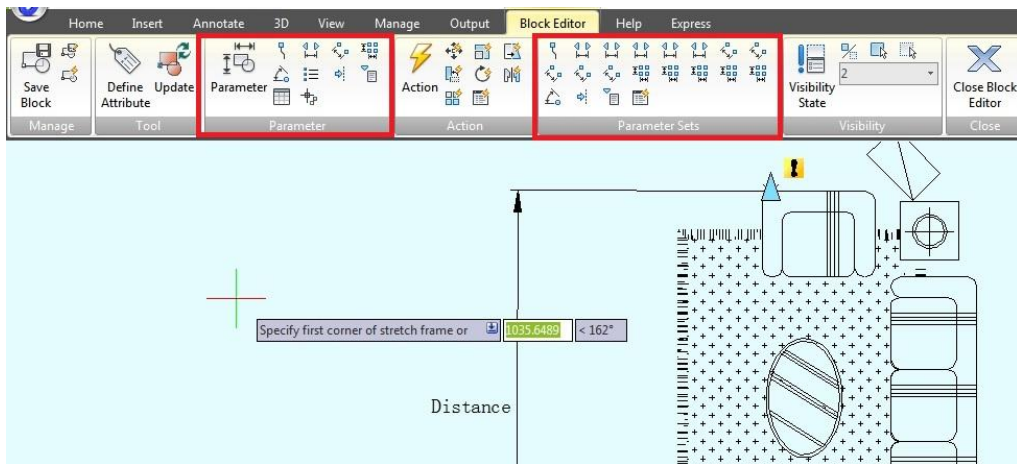 Home Insert Annotate 3D View Manage Output Block Editor Help Express
Save Block
Define Attribute
Update
Parameter
Action
2
Visibility State
Close Block Editor
Manage Tool Parameter Action Parameter Sets Visibility Close
Specify first corner of stretch frame or 1035.6489 < 162°
Distance